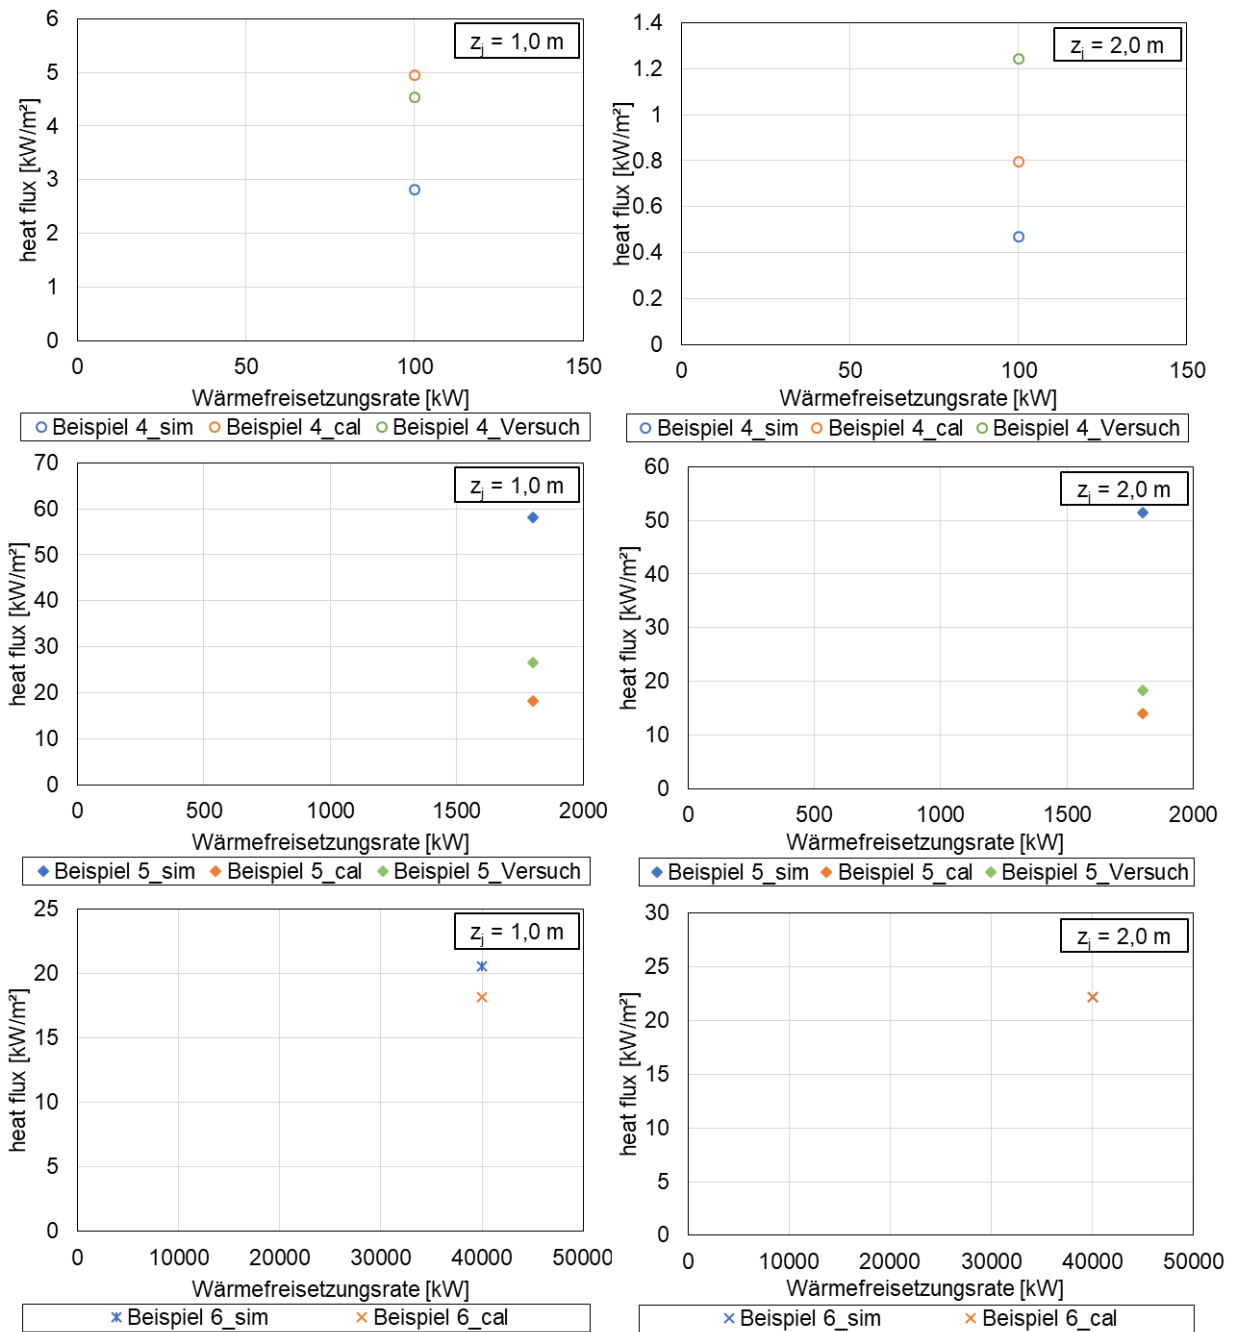 6
5
4
3
2
1
0
heat flux [kW/m²]
z_j = 1,0 m
0 50 100 150
Wärmefreisetzungsrate [kW]
Beispiel 4_sim Beispiel 4_cal Beispiel 4_Versuch
1.4
1.2
1
0.8
0.6
0.4
0.2
0
heat flux [kW/m²]
z_j = 2,0 m
0 50 100 150
Wärmefreisetzungsrate [kW]
Beispiel 4_sim Beispiel 4_cal Beispiel 4_Versuch
70
60
50
40
30
20
10
0
heat flux [kW/m²]
z_j = 1,0 m
0 500 1000 1500 2000
Wärmefreisetzungsrate [kW]
Beispiel 5_sim Beispiel 5_cal Beispiel 5_Versuch
60
50
40
30
20
10
0
heat flux [kW/m²]
z_j = 2,0 m
0 500 1000 1500 2000
Wärmefreisetzungsrate [kW]
Beispiel 5_sim Beispiel 5_cal Beispiel 5_Versuch
25
20
15
10
5
0
heat flux [kW/m²]
z_j = 1,0 m
0 10000 20000 30000 40000 50000
Wärmefreisetzungsrate [kW]
Beispiel 6_sim Beispiel 6_cal
30
25
20
15
10
5
0
heat flux [kW/m²]
z_j = 2,0 m
0 10000 20000 30000 40000 50000
Wärmefreisetzungsrate [kW]
Beispiel 6_sim Beispiel 6_cal